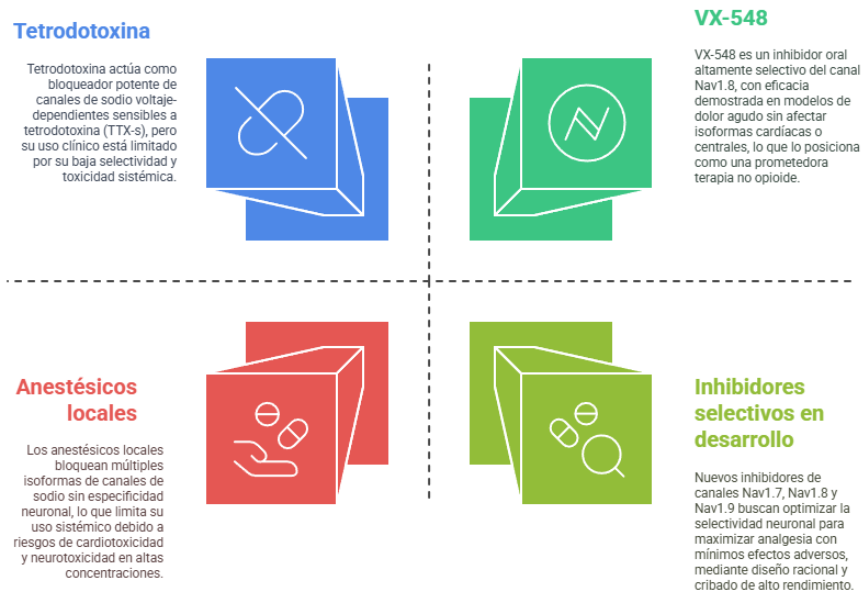 Tetrodotoxina
Tetrodotoxina actúa como
bloqueador potente de
canales de sodio voltaje-
dependientes sensibles a
tetrodotoxina (TTX-s), pero
su uso clínico está limitado
por su baja selectividad y
toxicidad sistémica.
VX-548
VX-548 es un inhibidor oral
altamente selectivo del canal
Nav1.8, con eficacia
demostrada en modelos de
dolor agudo sin afectar
isoformas cardíacas o
centrales, lo que lo posiciona
como una prometedora
terapia no opioide.
Anestésicos
locales
Los anestésicos locales
bloquean múltiples
isoformas de canales de
sodio sin especificidad
neuronal, lo que limita su
uso sistémico debido a
riesgos de cardiotoxicidad
y neurotoxicidad en altas
concentraciones.
Inhibidores
selectivos en
desarrollo
Nuevos inhibidores de
canales Nav1.7, Nav1.8 y
Nav1.9 buscan optimizar la
selectividad neuronal para
maximizar analgesia con
mínimos efectos adversos,
mediante diseño racional y
cribado de alto rendimiento.